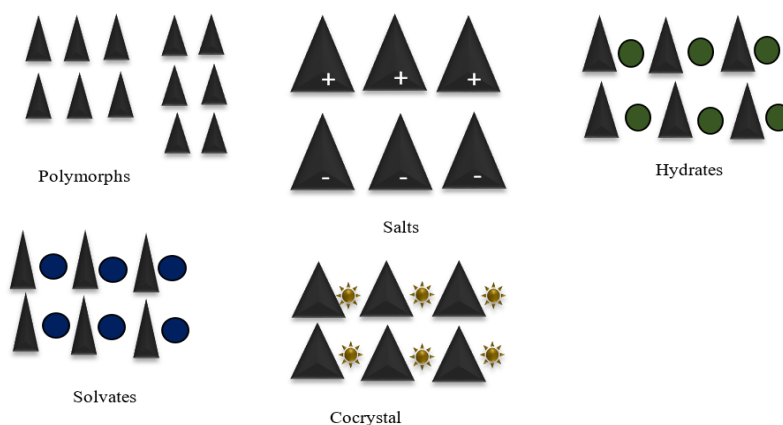 + + +
- - -
Polymorphs
Hydrates
Salts
Solvates
Cocrystal